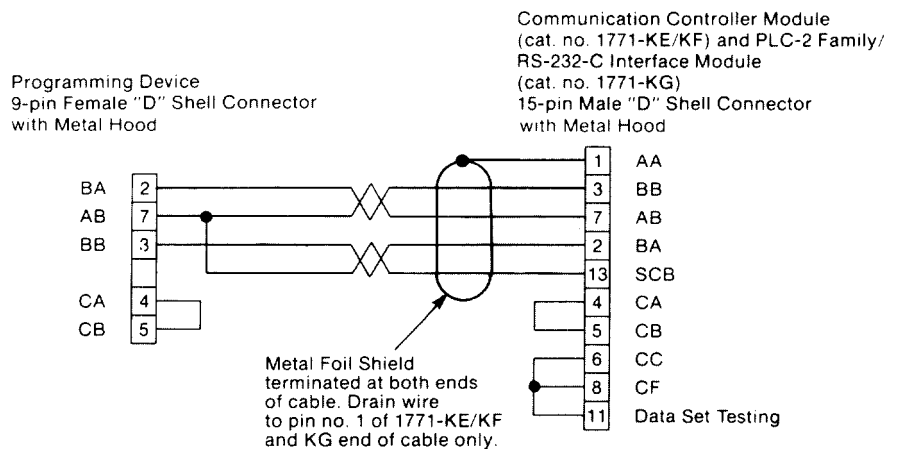 Communication Controller Module
(cat. no. 1771-KE/KF) and PLC-2 Family/
RS-232-C Interface Module
(cat. no. 1771-KG)
15-pin Male "D" Shell Connector
with Metal Hood
Programming Device
9-pin Female "D" Shell Connector
with Metal Hood
1 AA
BA 2
3 BB
AB 7
7 AB
BB 3
2 BA
13 SCB
CA 4
4 CA
CB 5
5 CB
6 CC
8 CF
11 Data Set Testing
Metal Foil Shield
terminated at both ends
of cable. Drain wire
to pin no. 1 of 1771-KE/KF
and KG end of cable only.